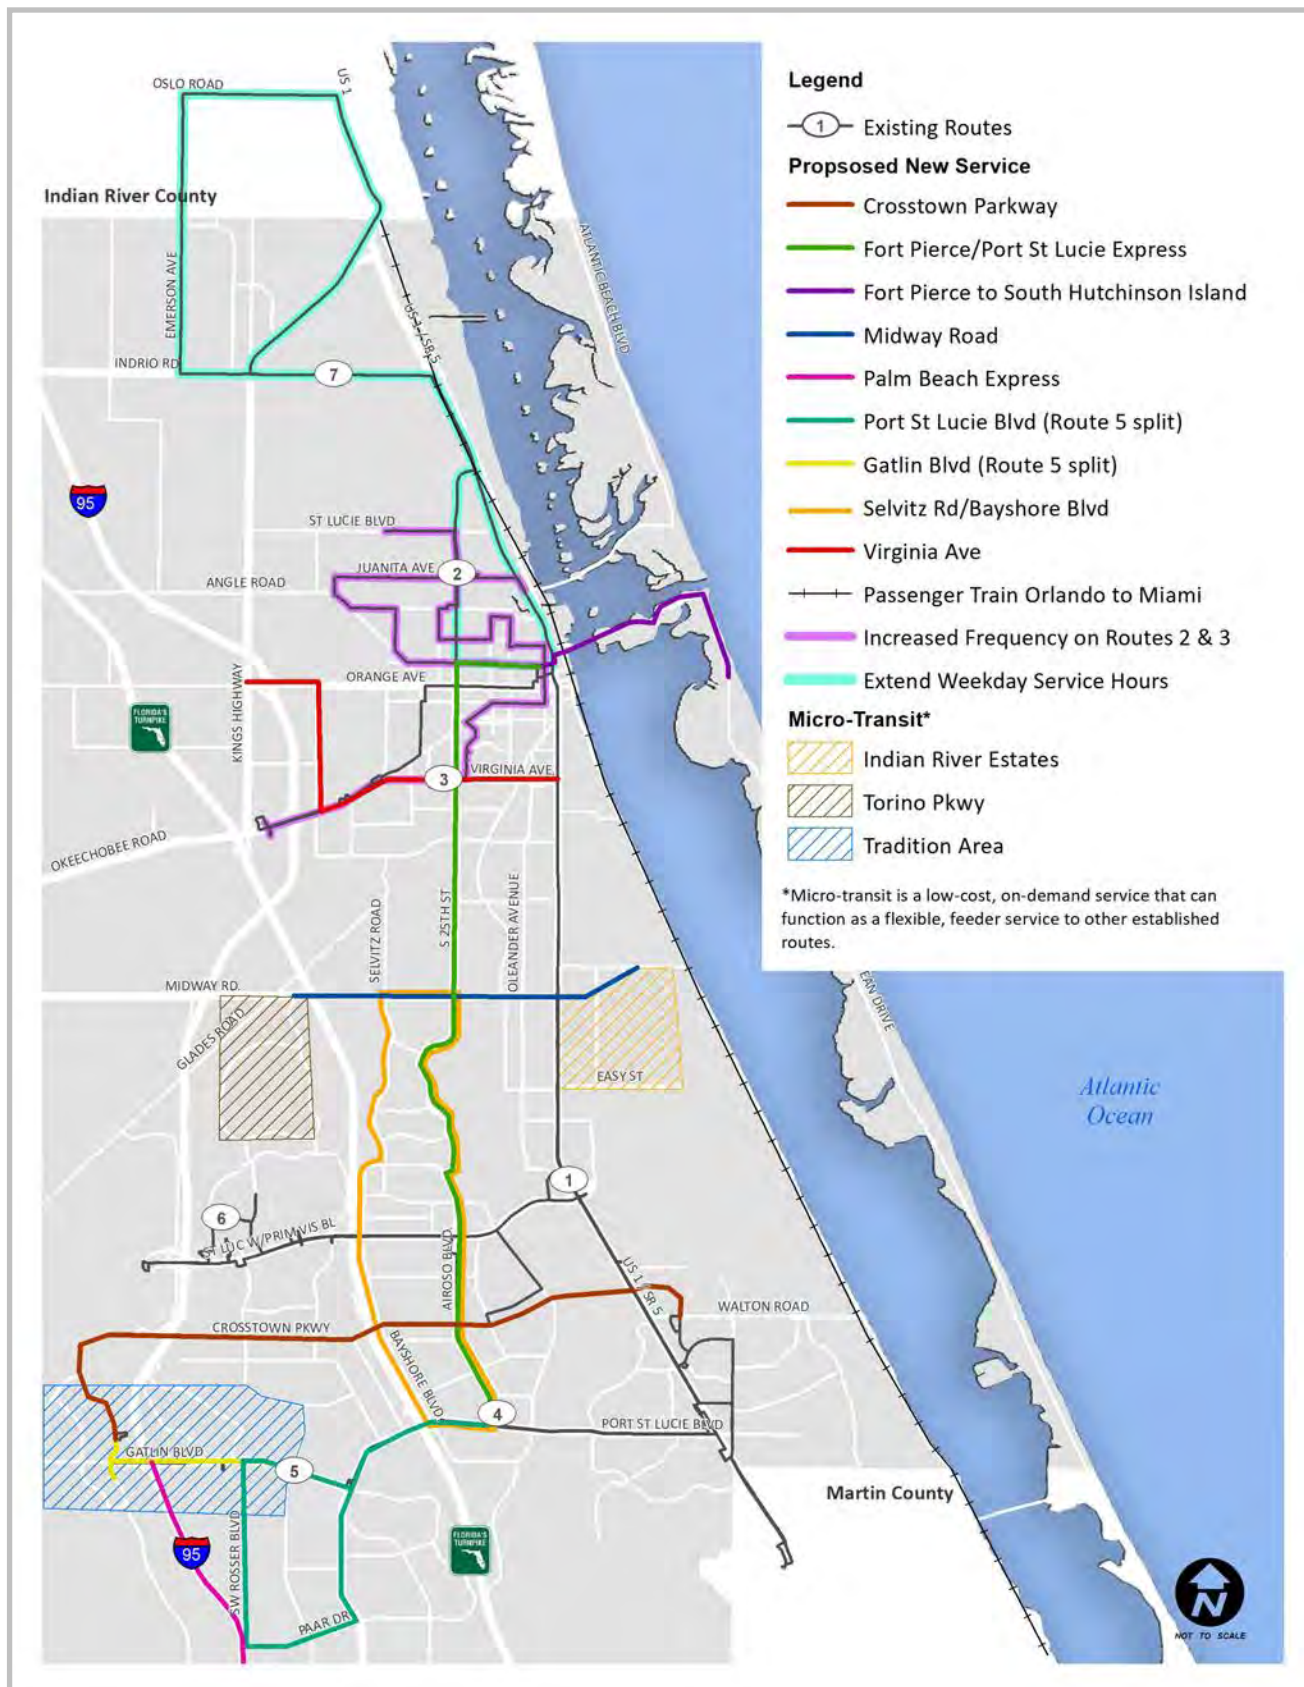 Legend
1
Existing Routes
Propsosed New Service
Crosstown Parkway
Fort Pierce/Port St Lucie Express
Fort Pierce to South Hutchinson Island
Midway Road
Palm Beach Express
Port St Lucie Blvd (Route 5 split)
Gatlin Blvd (Route 5 split)
Selvitz Rd/Bayshore Blvd
Virginia Ave
Passenger Train Orlando to Miami
Increased Frequency on Routes 2 & 3
Extend Weekday Service Hours
Micro-Transit*
Indian River Estates
Torino Pkwy
Tradition Area
*Micro-transit is a low-cost, on-demand service that can
function as a flexible, feeder service to other established
routes.
OSLO ROAD
US 1
Indian River County
EMERSON AVE
ATLANTIC BEACH BLVD
US 1 / SR 5
INDRIO RD
7
95
ST LUCIE BLVD
JUANITA AVE
2
ANGLE ROAD
ORANGE AVE
KINGS HIGHWAY
FLORIDA'S
TURNPIKE
VIRGINIA AVE
3
OKEECHOBEE ROAD
SELVITZ ROAD
S 25TH ST
OLEANDER AVENUE
MIDWAY RD.
GLADES ROAD
EASY ST
EAN DRIVE
Atlantic
Ocean
1
6
ST LUC W/PRIM VIS BL
AIROSO BLVD
US 1 / SR 5
WALTON ROAD
CROSSTOWN PKWY
BAYSHORE BLVD
4
PORT ST LUCIE BLVD
GATLIN BLVD
5
Martin County
95
SW ROSSER BLVD
FLORIDA'S
TURNPIKE
PAAR DR
N
NOT TO SCALE